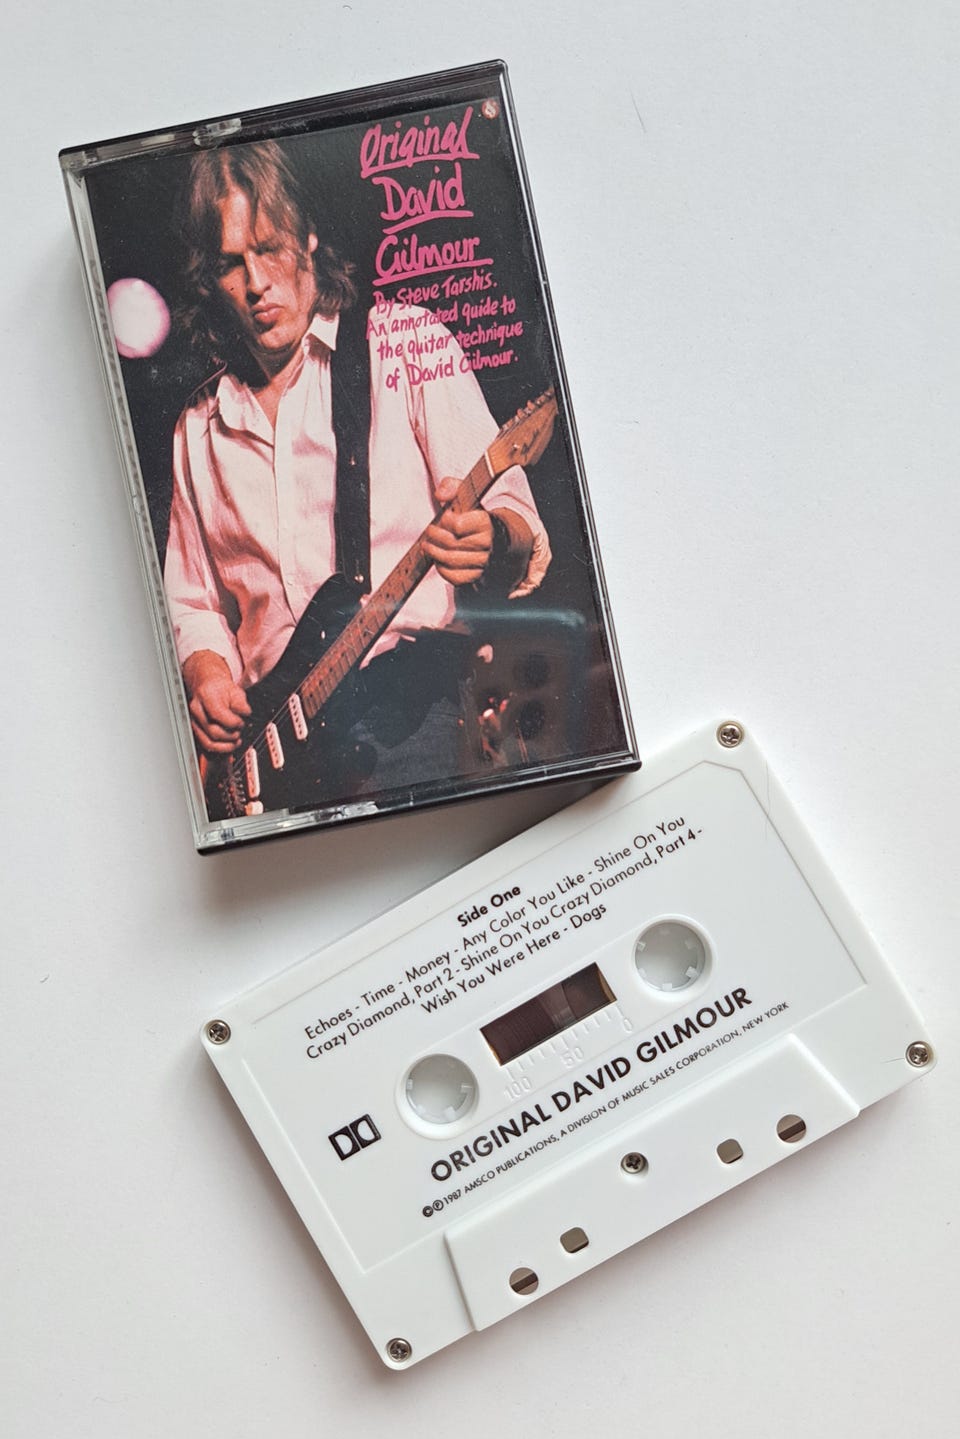 Original
David
Gilmour
By Steve Tarshis.
An annotated guide to
the guitar technique
of David Gilmour.
Side One
Echoes - Time - Money - Any Color You Like - Shine On You
Crazy Diamond, Part 2 - Shine On You Crazy Diamond, Part 4 -
Wish You Were Here - Dogs
100 50 0
ORIGINAL DAVID GILMOUR
©℗1987 AMSCO PUBLICATIONS, A DIVISION OF MUSIC SALES CORPORATION, NEW YORK